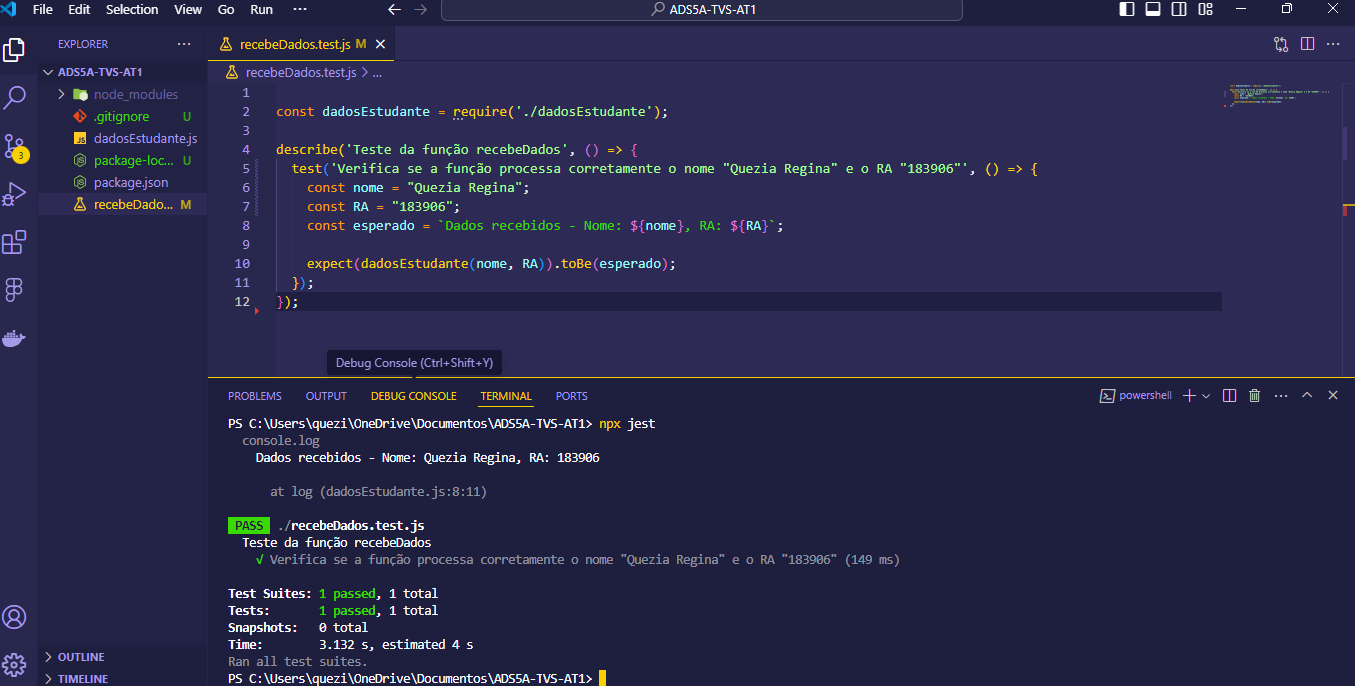 File Edit Selection View Go Run ··· ADS5A-TVS-AT1
EXPLORER ···
ADS5A-TVS-AT1
node_modules
.gitignore U
dadosEstudante.js
package-loc... U
package.json
recebeDado... M
OUTLINE
TIMELINE
3
recebeDados.test.js M
recebeDados.test.js > ...
1
2 const dadosEstudante = require('./dadosEstudante');
3
4 describe('Teste da função recebeDados', () => {
5 test('Verifica se a função processa corretamente o nome "Quezia Regina" e o RA "183906"', () => {
6 const nome = "Quezia Regina";
7 const RA = "183906";
8 const esperado = `Dados recebidos - Nome: ${nome}, RA: ${RA}`;
9
10 expect(dadosEstudante(nome, RA)).toBe(esperado);
11 });
12 });
Debug Console (Ctrl+Shift+Y)
PROBLEMS OUTPUT DEBUG CONSOLE TERMINAL PORTS powershell
PS C:\Users\quezi\OneDrive\Documentos\ADS5A-TVS-AT1> npx jest
console.log
Dados recebidos - Nome: Quezia Regina, RA: 183906
at log (dadosEstudante.js:8:11)
PASS ./recebeDados.test.js
Teste da função recebeDados
√ Verifica se a função processa corretamente o nome "Quezia Regina" e o RA "183906" (149 ms)
Test Suites: 1 passed, 1 total
Tests: 1 passed, 1 total
Snapshots: 0 total
Time: 3.132 s, estimated 4 s
Ran all test suites.
PS C:\Users\quezi\OneDrive\Documentos\ADS5A-TVS-AT1>